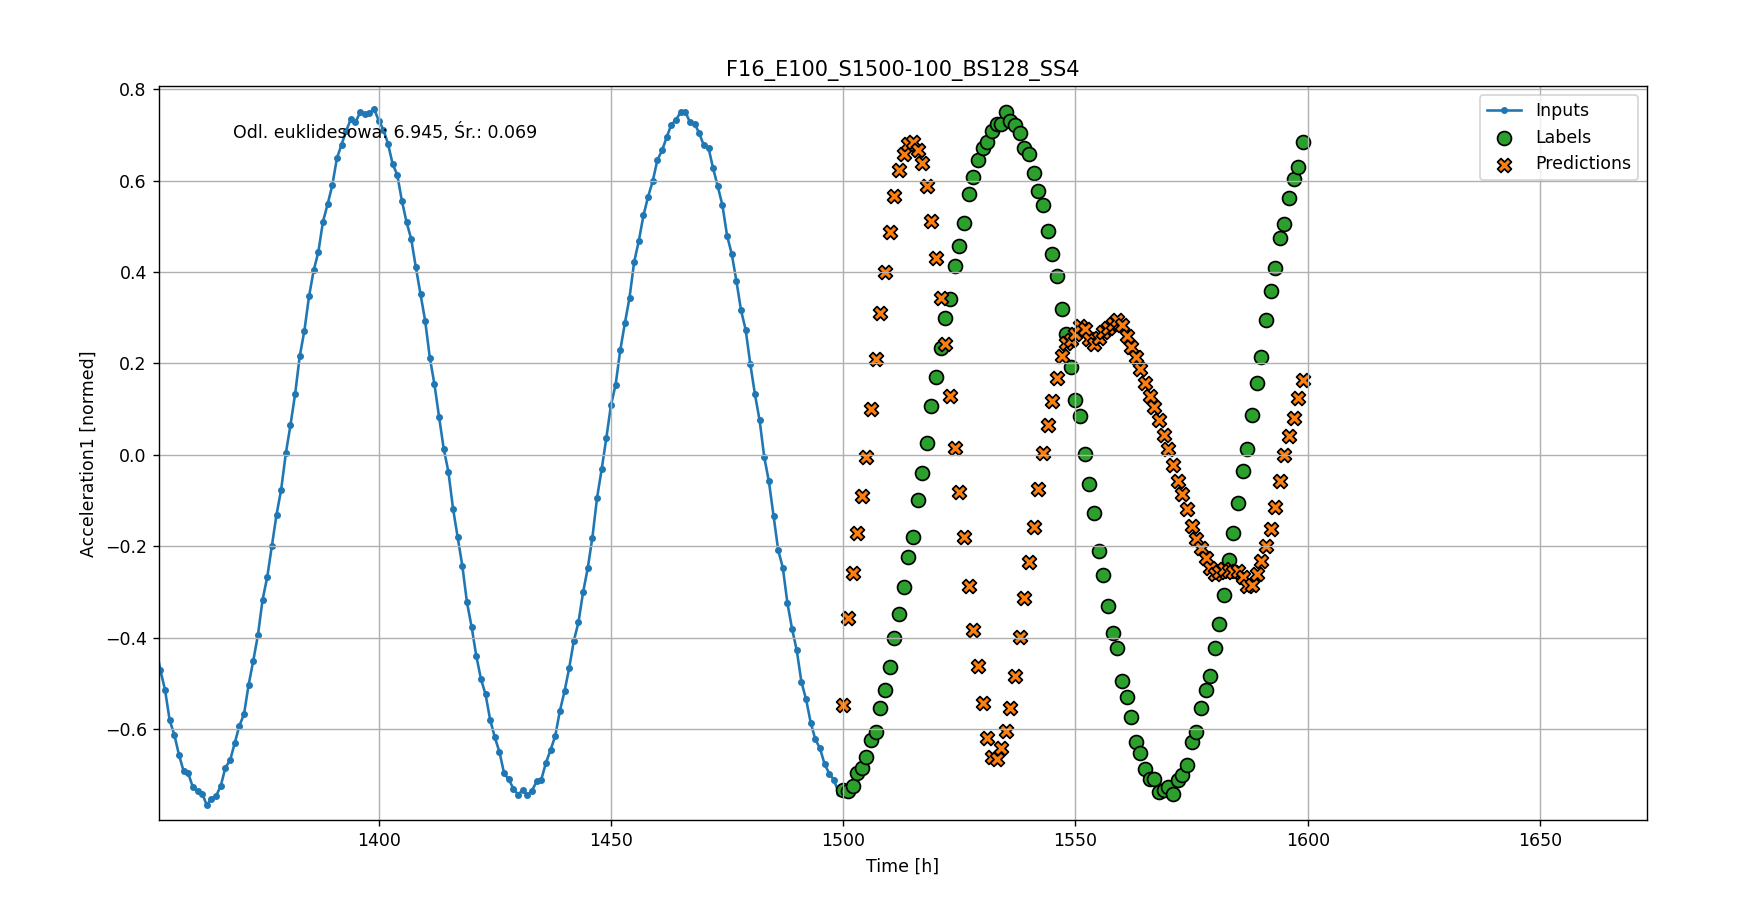 F16_E100_S1500-100_BS128_SS4
Odl. euklidesowa: 6.945, Śr.: 0.069
Inputs
Labels
Predictions
Acceleration1 [normed]
0.8
0.6
0.4
0.2
0.0
−0.2
−0.4
−0.6
1400
1450
1500
1550
1600
1650
Time [h]